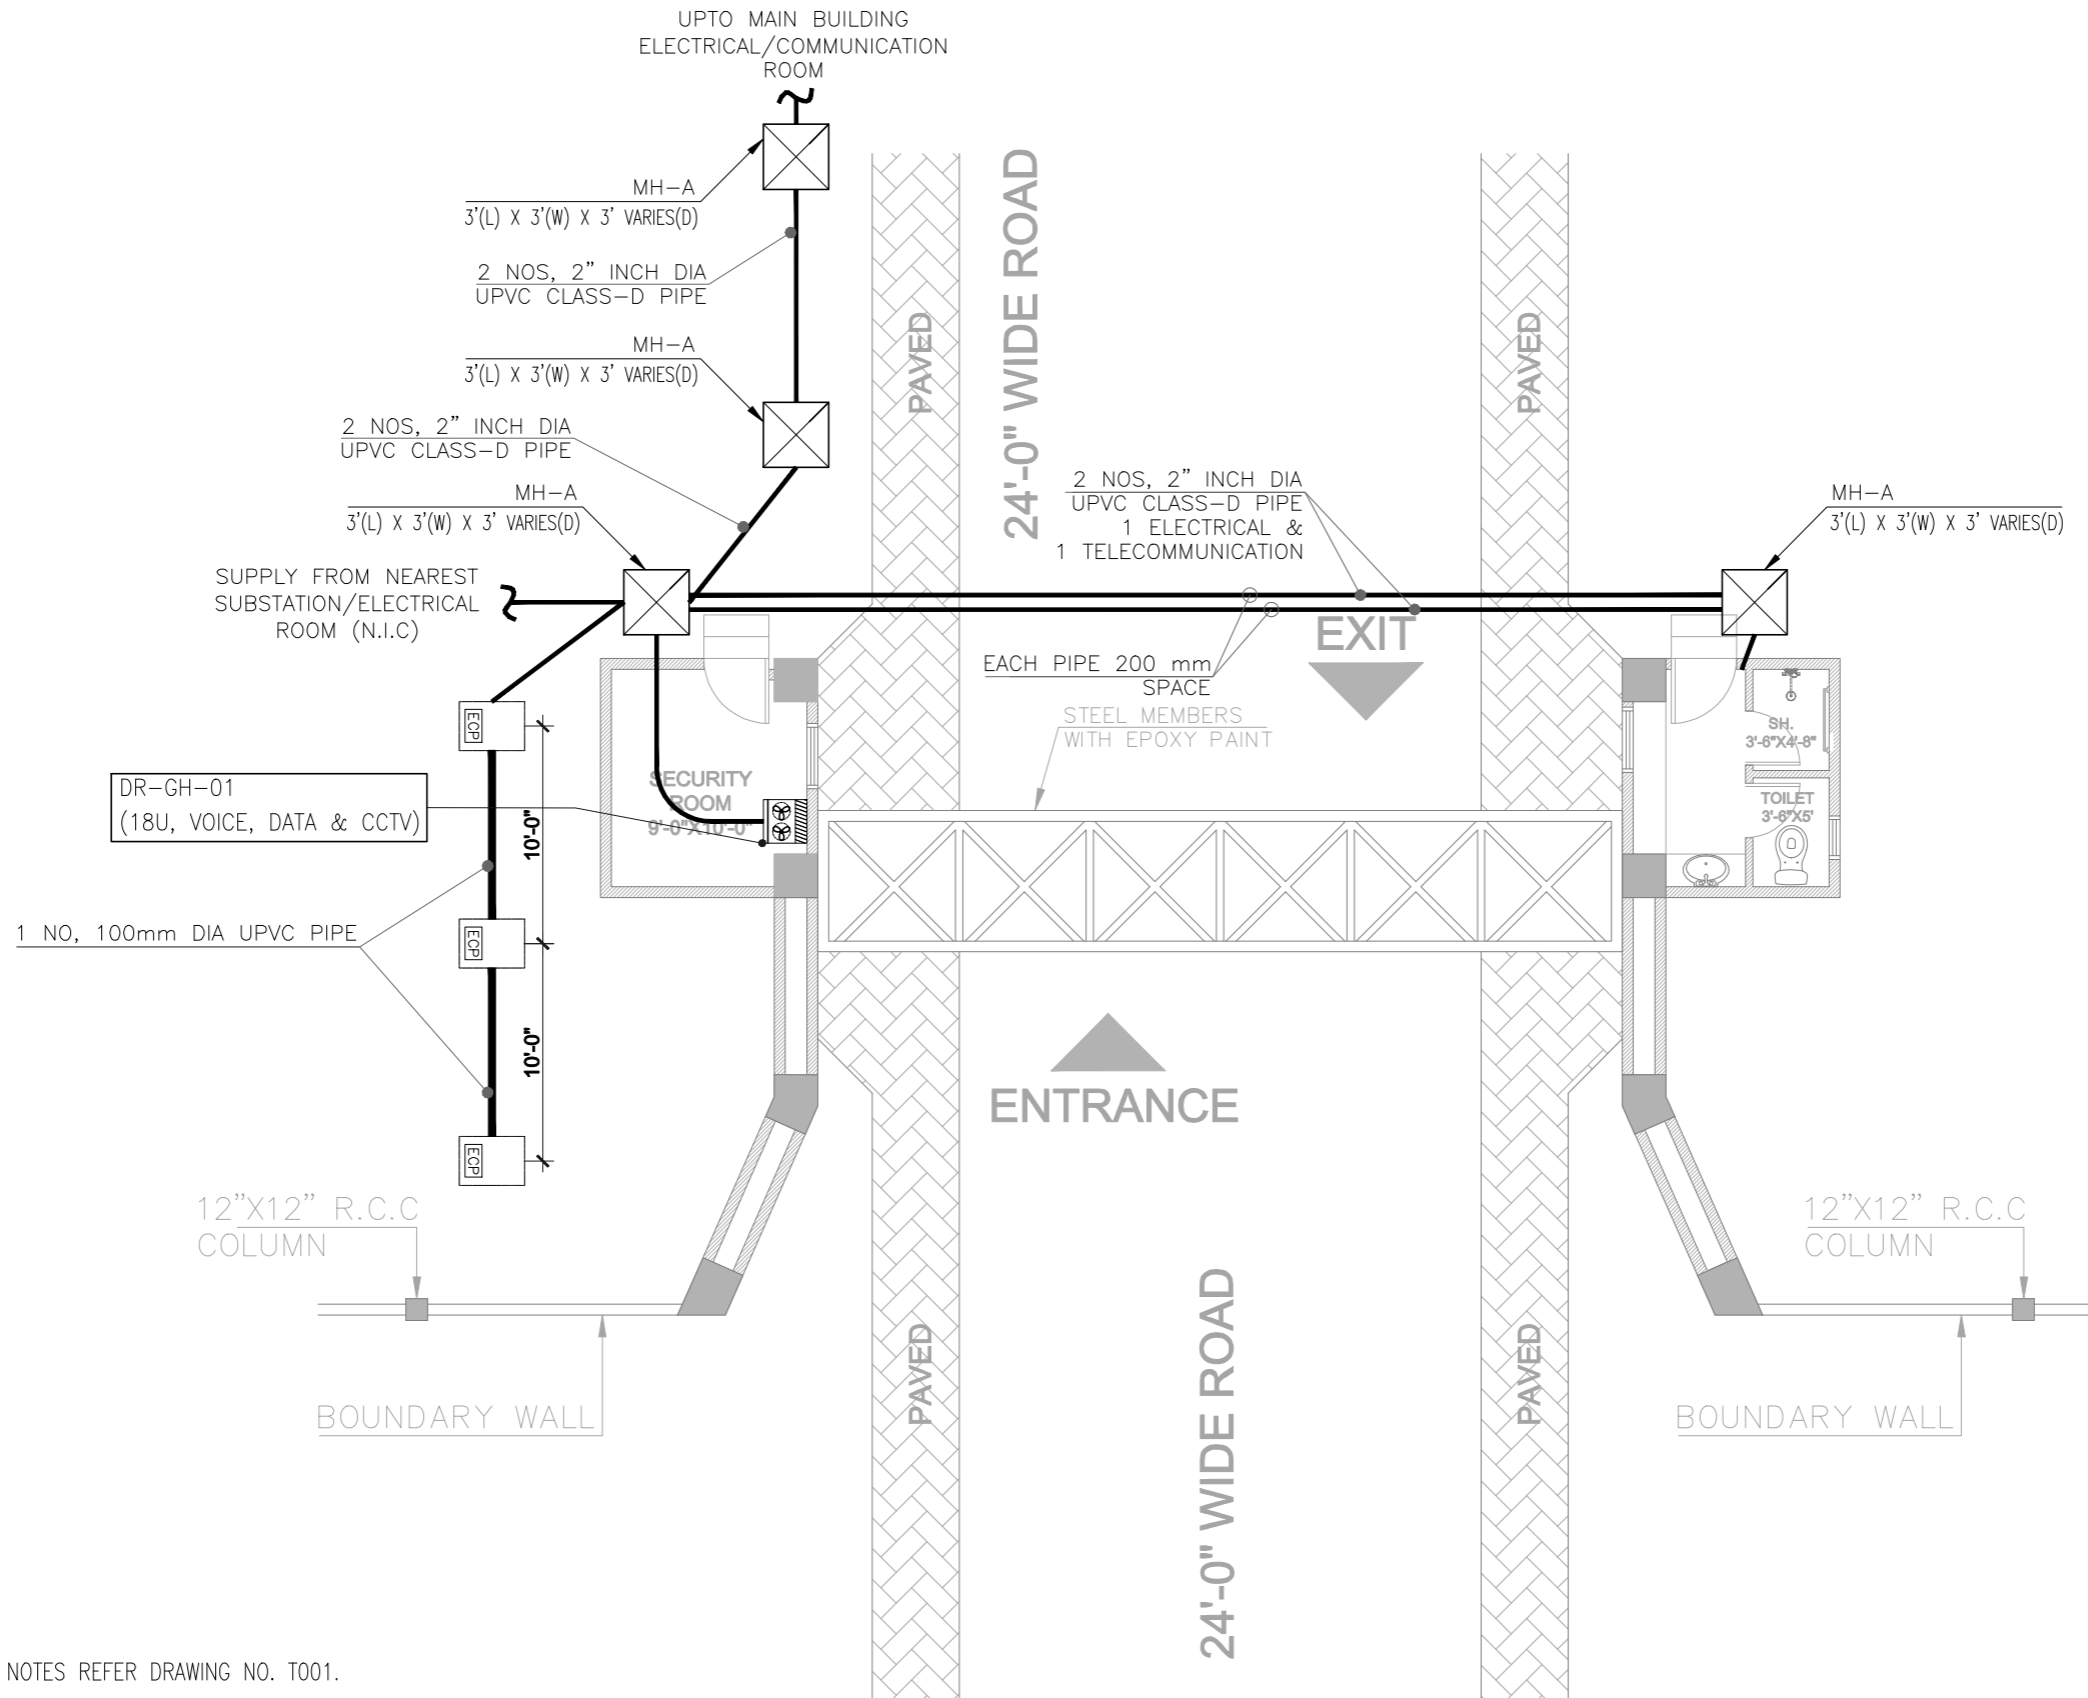 UPTO MAIN BUILDING
ELECTRICAL/COMMUNICATION
ROOM
MH-A
3'(L) X 3'(W) X 3' VARIES(D)
2 NOS, 2" INCH DIA
UPVC CLASS-D PIPE
MH-A
3'(L) X 3'(W) X 3' VARIES(D)
2 NOS, 2" INCH DIA
UPVC CLASS-D PIPE
MH-A
3'(L) X 3'(W) X 3' VARIES(D)
SUPPLY FROM NEAREST
SUBSTATION/ELECTRICAL
ROOM (N.I.C)
PAVED
24'-0" WIDE ROAD
PAVED
2 NOS, 2" INCH DIA
UPVC CLASS-D PIPE
1 ELECTRICAL &
1 TELECOMMUNICATION
MH-A
3'(L) X 3'(W) X 3' VARIES(D)
EXIT
EACH PIPE 200 mm
SPACE
STEEL MEMBERS
WITH EPOXY PAINT
SH.
3'-6"X4'-8"
TOILET
3'-6"X5'
SECURITY
ROOM
9'-0"X10'-0"
ECP
DR-GH-01
(18U, VOICE, DATA & CCTV)
10'-0"
1 NO, 100mm DIA UPVC PIPE
ECP
10'-0"
ECP
ENTRANCE
12"X12" R.C.C
COLUMN
12"X12" R.C.C
COLUMN
BOUNDARY WALL
PAVED
24'-0" WIDE ROAD
PAVED
BOUNDARY WALL
NOTES REFER DRAWING NO. T001.